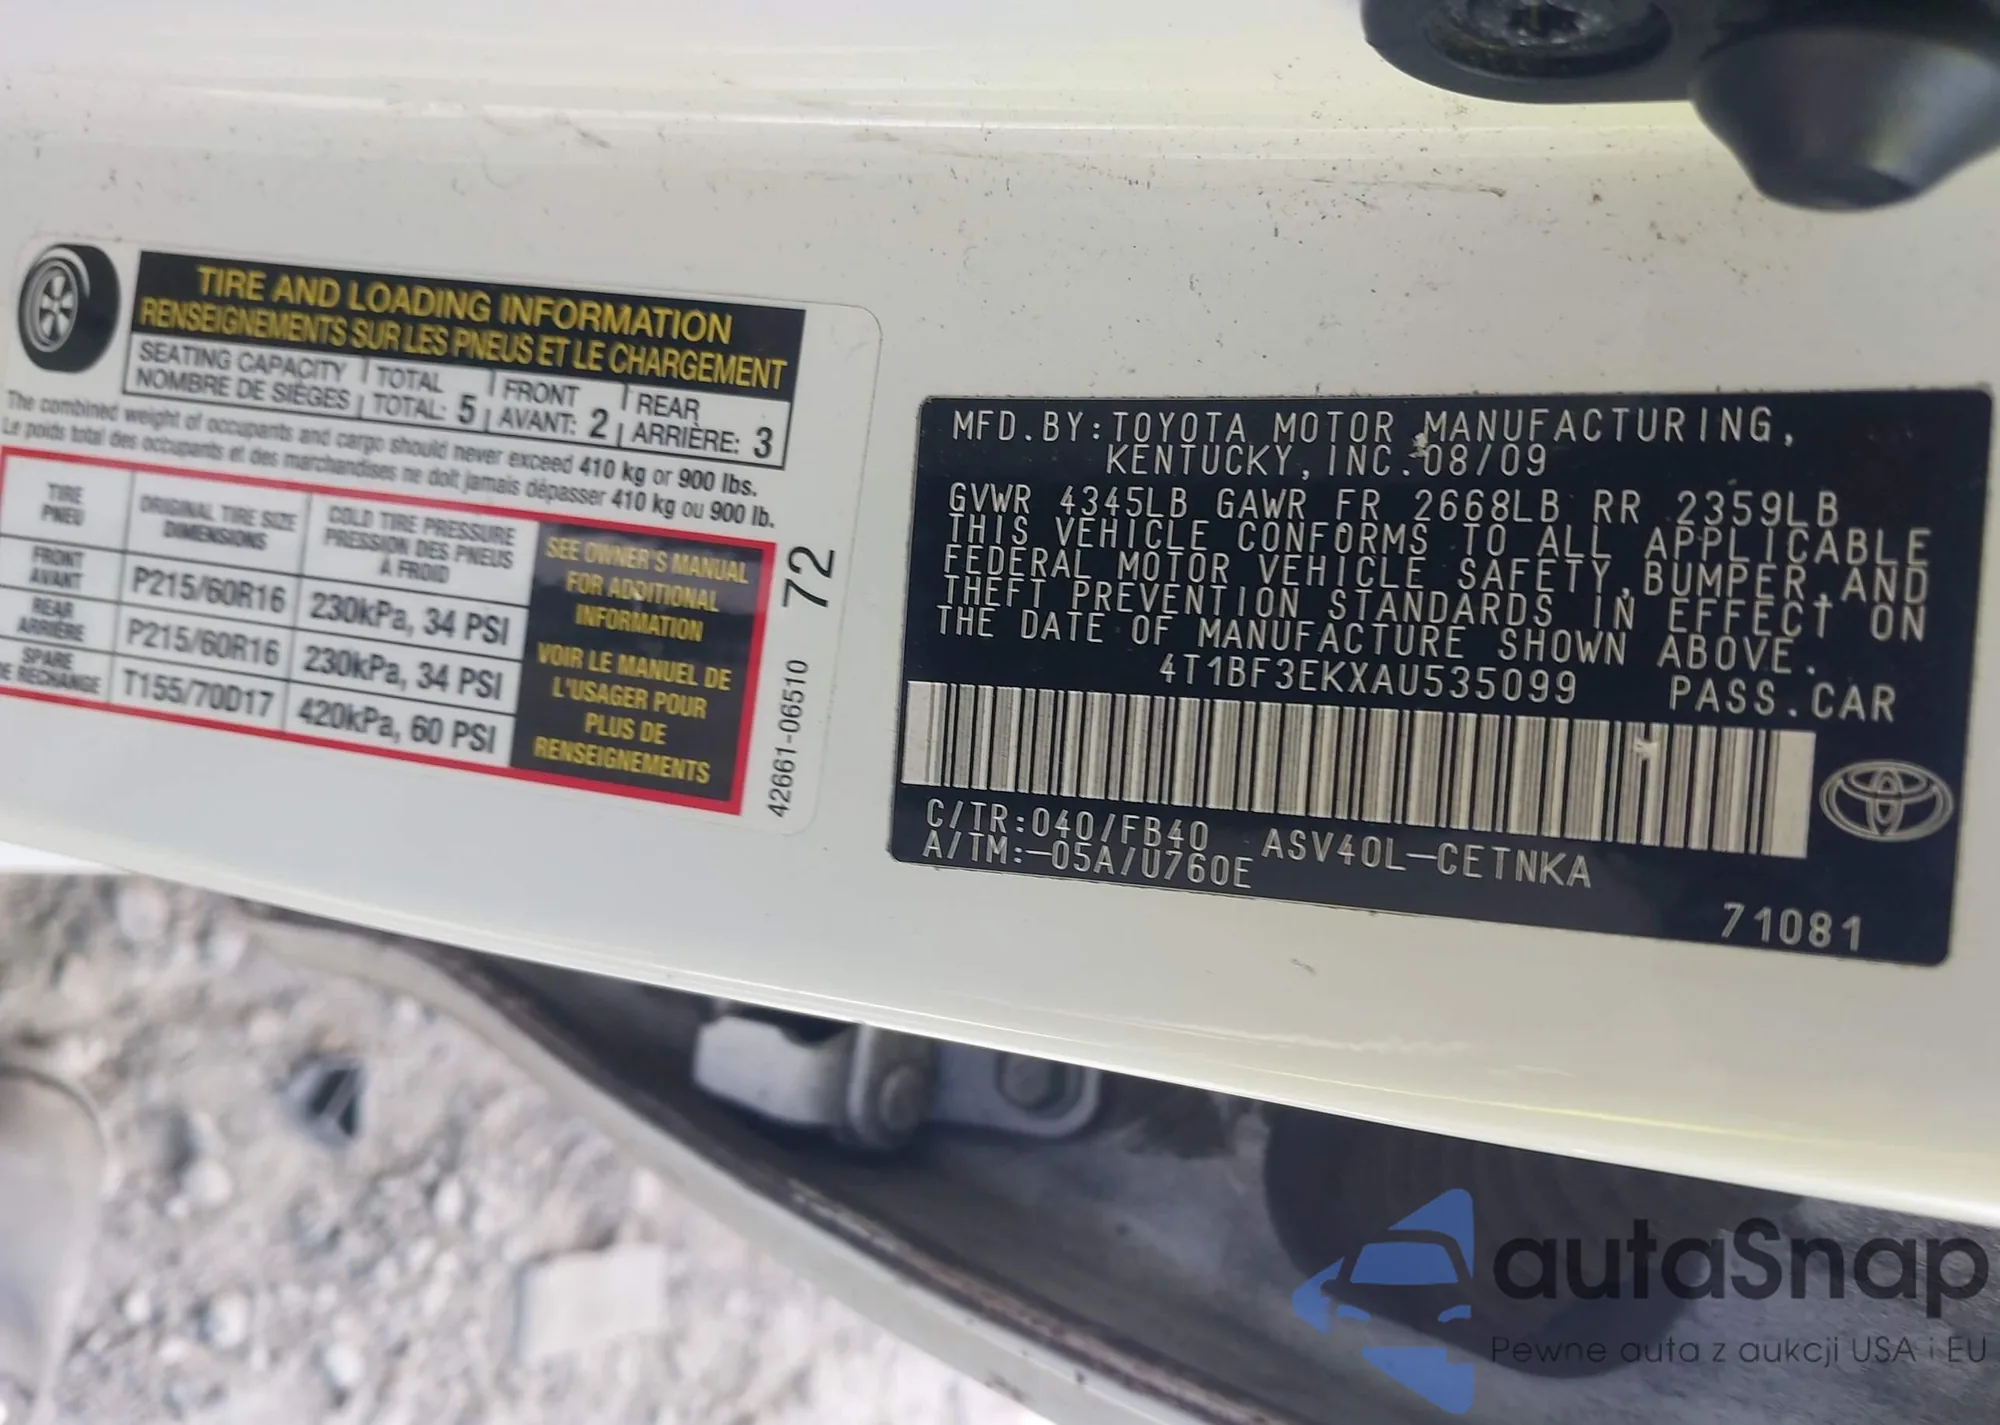 TIRE AND LOADING INFORMATION
RENSEIGNEMENTS SUR LES PNEUS ET LE CHARGEMENT
SEATING CAPACITY TOTAL FRONT REAR
NOMBRE DE SIÈGES TOTAL: 5 AVANT: 2 ARRIÈRE: 3
The combined weight of occupants and cargo should never exceed 410 kg or 900 lbs.
Le poids total des occupants et des marchandises ne doit jamais dépasser 410 kg ou 900 lb.
TIRE ORIGINAL TIRE SIZE COLD TIRE PRESSURE
PNEU DIMENSIONS PRESSION DES PNEUS
À FROID
FRONT
AVANT P215/60R16 230kPa, 34 PSI
REAR
ARRIÈRE P215/60R16 230kPa, 34 PSI
SPARE
DE RECHANGE T155/70D17 420kPa, 60 PSI
SEE OWNER'S MANUAL
FOR ADDITIONAL
INFORMATION
VOIR LE MANUEL DE
L'USAGER POUR
PLUS DE
RENSEIGNEMENTS
42661-06510 72
MFD.BY:TOYOTA MOTOR MANUFACTURING,
KENTUCKY,INC.08/09
GVWR 4345LB GAWR FR 2668LB RR 2359LB
THIS VEHICLE CONFORMS TO ALL APPLICABLE
FEDERAL MOTOR VEHICLE SAFETY,BUMPER,AND
THEFT PREVENTION STANDARDS IN EFFECT ON
THE DATE OF MANUFACTURE SHOWN ABOVE.
4T1BF3EKXAU535099 PASS.CAR
C/TR:040/FB40 ASV40L-CETNKA
A/TM:-05A/U760E
71081
autaSnap
Pewne auta z aukcji USA i EU